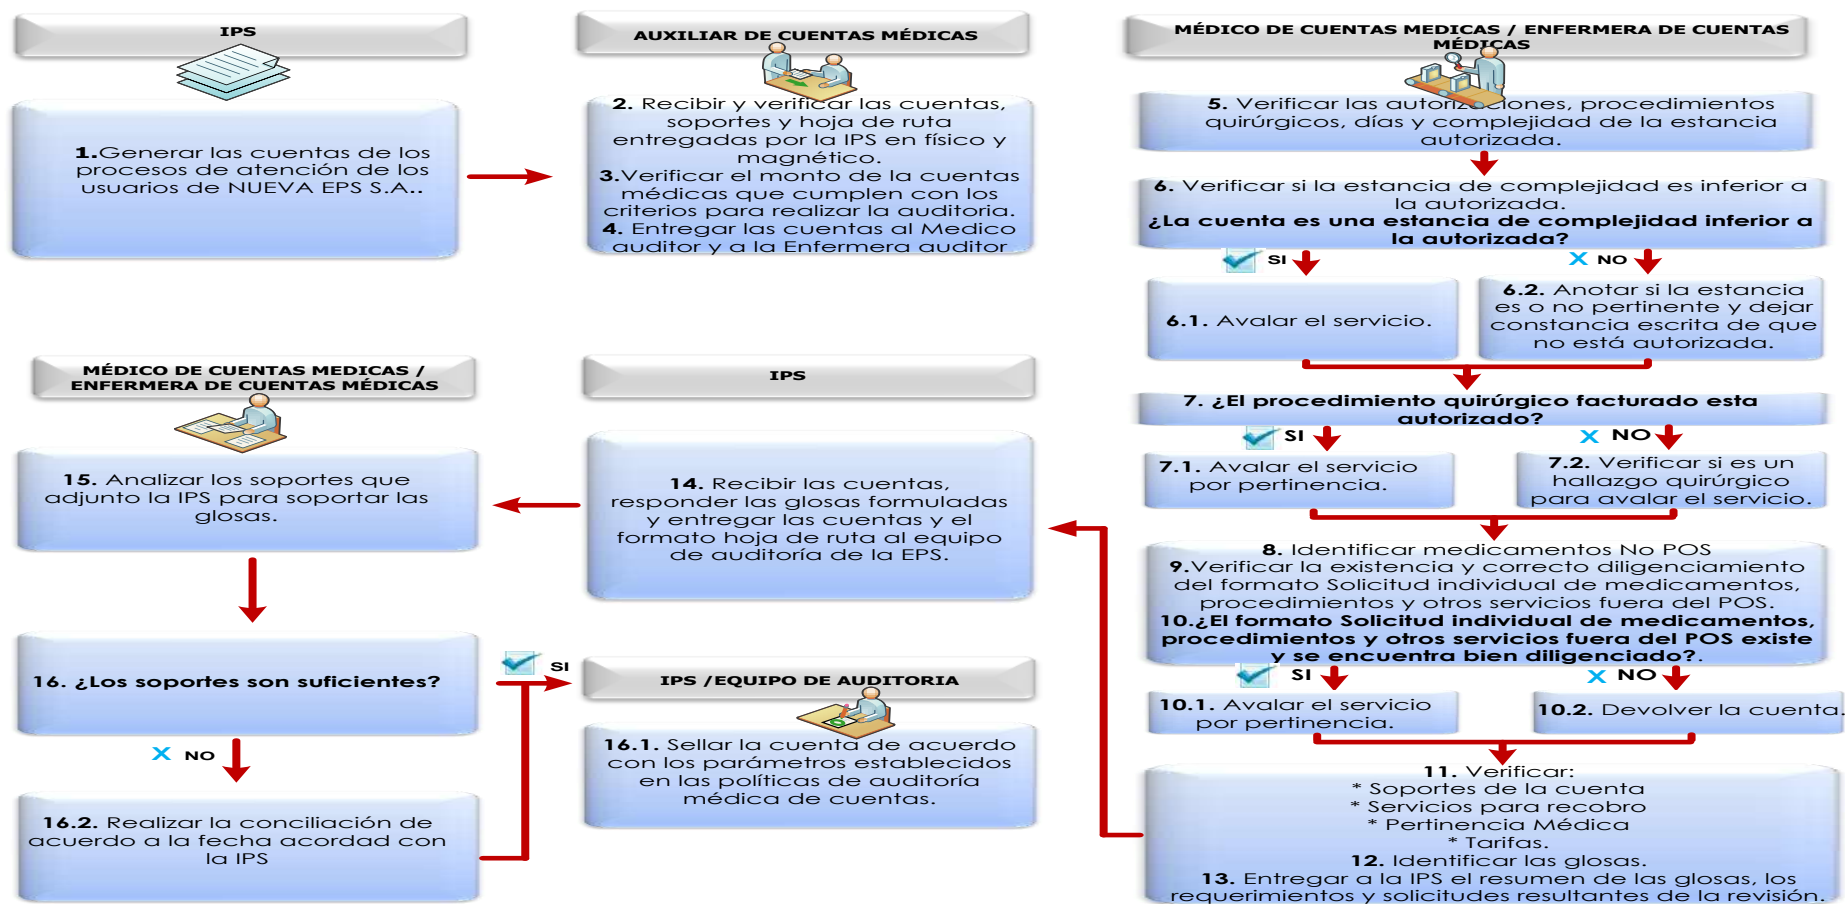 IPS
1.Generar las cuentas de los
procesos de atención de los
usuarios de NUEVA EPS S.A..
AUXILIAR DE CUENTAS MÉDICAS
2. Recibir y verificar las cuentas,
soportes y hoja de ruta
entregadas por la IPS en físico y
magnético.
3.Verificar el monto de la cuentas
médicas que cumplen con los
criterios para realizar la auditoria.
4. Entregar las cuentas al Medico
auditor y a la Enfermera auditor
MÉDICO DE CUENTAS MEDICAS / ENFERMERA DE CUENTAS
MÉDICAS
5. Verificar las autorizaciones, procedimientos
quirúrgicos, días y complejidad de la estancia
autorizada.
6. Verificar si la estancia de complejidad es inferior a
la autorizada.
¿La cuenta es una estancia de complejidad inferior a
la autorizada?
SI
X NO
6.1. Avalar el servicio.
6.2. Anotar si la estancia
es o no pertinente y dejar
constancia escrita de que
no está autorizada.
7. ¿El procedimiento quirúrgico facturado esta
autorizado?
SI
X NO
7.1. Avalar el servicio
por pertinencia.
7.2. Verificar si es un
hallazgo quirúrgico
para avalar el servicio.
8. Identificar medicamentos No POS
9.Verificar la existencia y correcto diligenciamiento
del formato Solicitud individual de medicamentos,
procedimientos y otros servicios fuera del POS.
10.¿El formato Solicitud individual de medicamentos,
procedimientos y otros servicios fuera del POS existe
y se encuentra bien diligenciado?.
SI
X NO
10.1. Avalar el servicio
por pertinencia.
10.2. Devolver la cuenta.
11. Verificar:
* Soportes de la cuenta
* Servicios para recobro
* Pertinencia Médica
* Tarifas.
12. Identificar las glosas.
13. Entregar a la IPS el resumen de las glosas, los
requerimientos y solicitudes resultantes de la revisión.
IPS
14. Recibir las cuentas,
responder las glosas formuladas
y entregar las cuentas y el
formato hoja de ruta al equipo
de auditoría de la EPS.
MÉDICO DE CUENTAS MEDICAS /
ENFERMERA DE CUENTAS MÉDICAS
15. Analizar los soportes que
adjunto la IPS para soportar las
glosas.
16. ¿Los soportes son suficientes?
SI
X NO
IPS /EQUIPO DE AUDITORIA
16.1. Sellar la cuenta de acuerdo
con los parámetros establecidos
en las políticas de auditoría
médica de cuentas.
16.2. Realizar la conciliación de
acuerdo a la fecha acordad con
la IPS